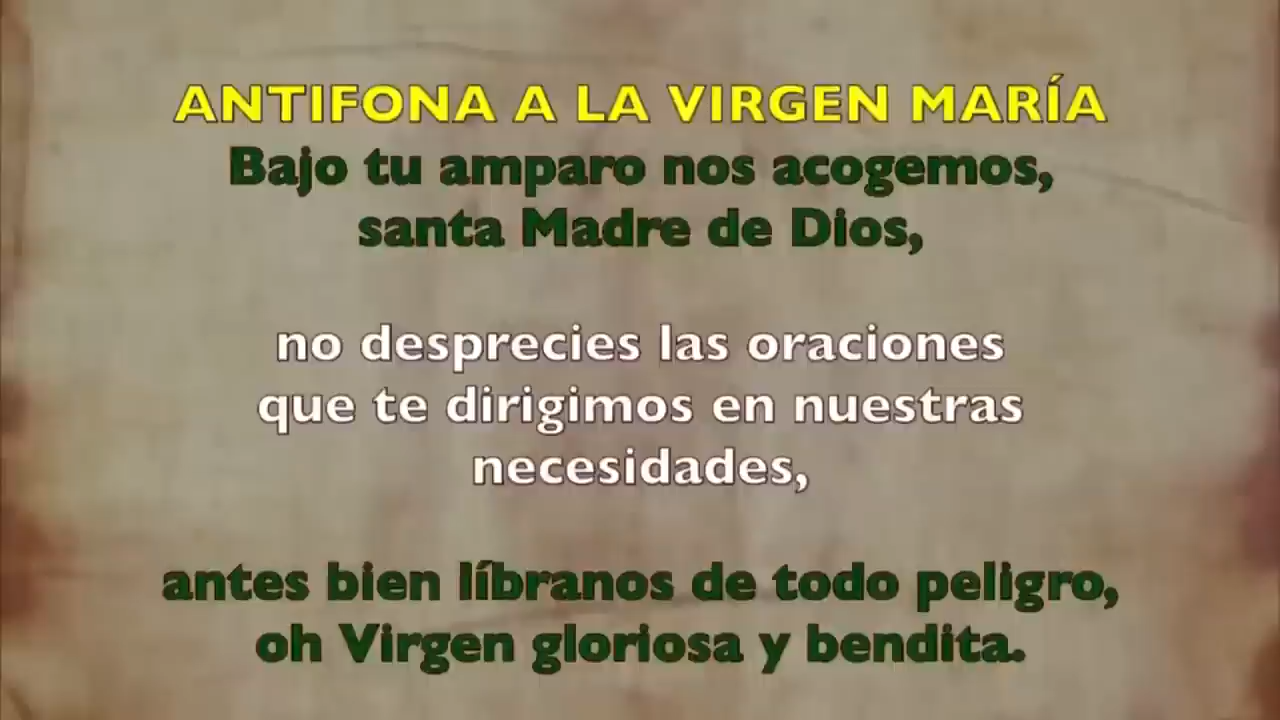 ANTIFONA A LA VIRGEN MARÍA
Bajo tu amparo nos acogemos,
santa Madre de Dios,
no desprecies las oraciones
que te dirigimos en nuestras
necesidades,
antes bien líbranos de todo peligro,
oh Virgen gloriosa y bendita.